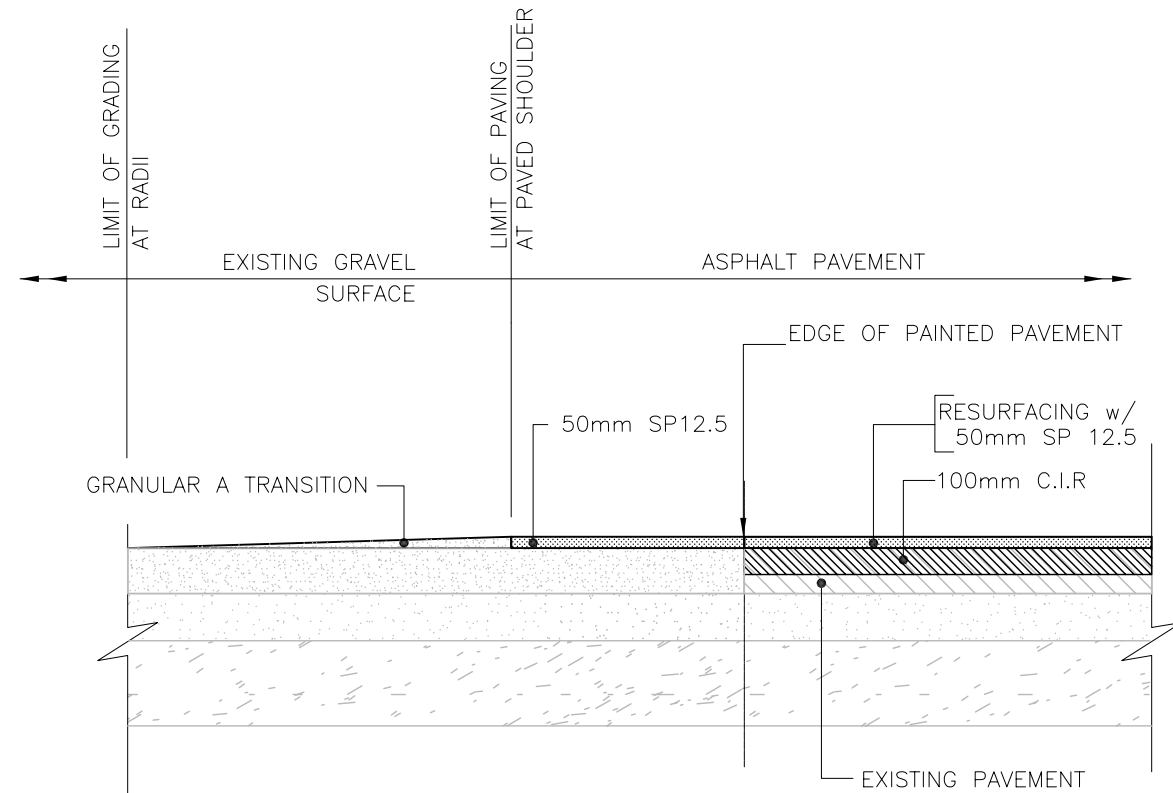 LIMIT OF GRADING
AT RADII
LIMIT OF PAVING
AT PAVED SHOULDER
EXISTING GRAVEL
SURFACE
ASPHALT PAVEMENT
EDGE OF PAINTED PAVEMENT
50mm SP12.5
RESURFACING w/
50mm SP 12.5
GRANULAR A TRANSITION
100mm C.I.R
EXISTING PAVEMENT